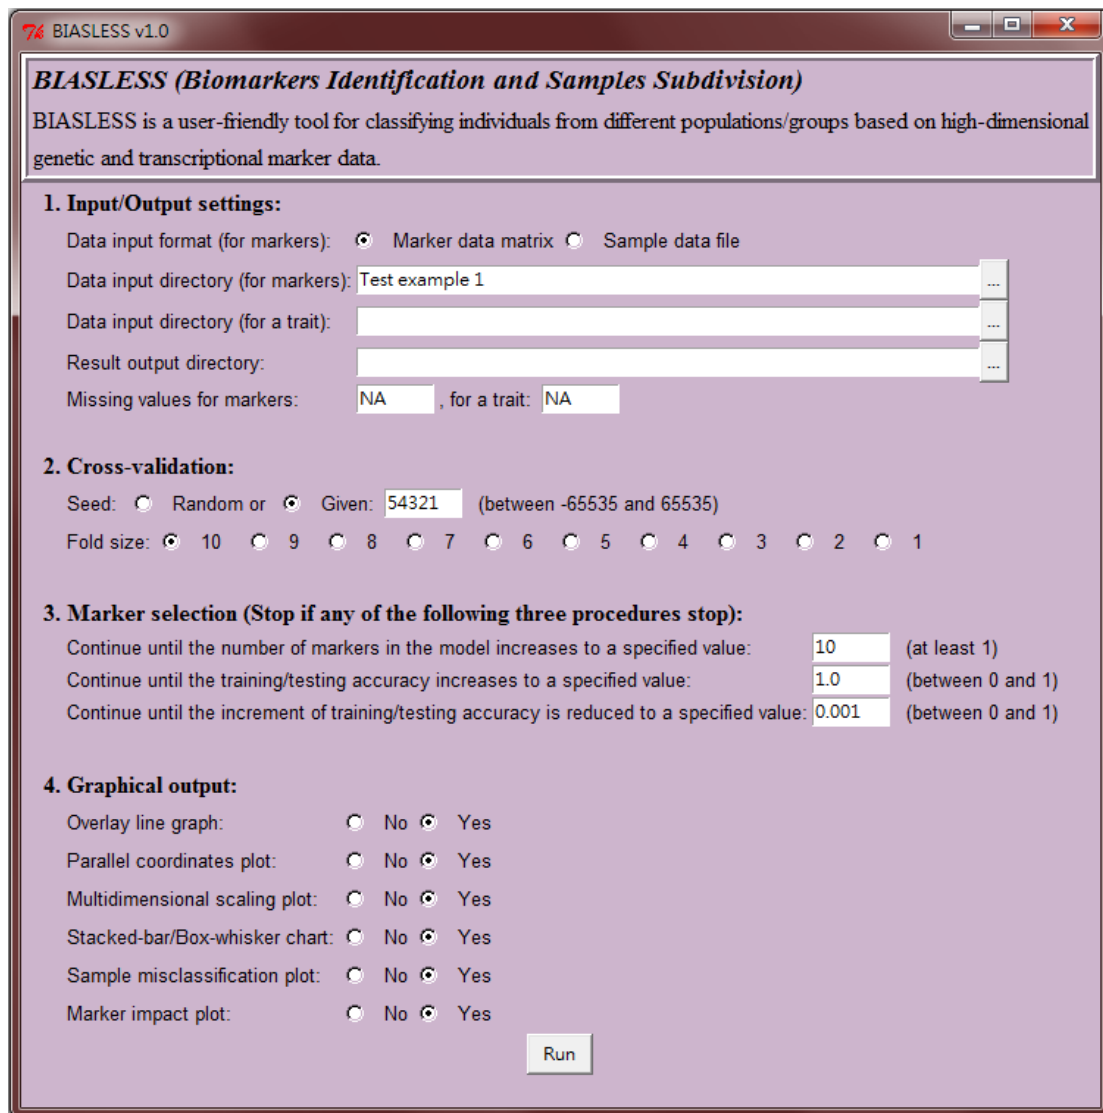 BIASLESS v1.0
BIASLESS (Biomarkers Identification and Samples Subdivision)
BIASLESS is a user-friendly tool for classifying individuals from different populations/groups based on high-dimensional
genetic and transcriptional marker data.
1. Input/Output settings:
Data input format (for markers): Marker data matrix Sample data file
Data input directory (for markers): Test example 1 ...
Data input directory (for a trait): ...
Result output directory: ...
Missing values for markers: NA , for a trait: NA
2. Cross-validation:
Seed: Random or Given: 54321 (between -65535 and 65535)
Fold size: 10 9 8 7 6 5 4 3 2 1
3. Marker selection (Stop if any of the following three procedures stop):
Continue until the number of markers in the model increases to a specified value: 10 (at least 1)
Continue until the training/testing accuracy increases to a specified value: 1.0 (between 0 and 1)
Continue until the increment of training/testing accuracy is reduced to a specified value: 0.001 (between 0 and 1)
4. Graphical output:
Overlay line graph: No Yes
Parallel coordinates plot: No Yes
Multidimensional scaling plot: No Yes
Stacked-bar/Box-whisker chart: No Yes
Sample misclassification plot: No Yes
Marker impact plot: No Yes
Run